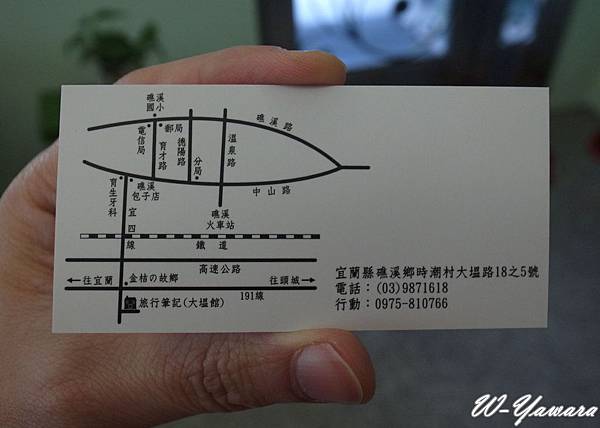 礁溪
國小
礁溪路
電信局
郵局
育才路
德陽路
分局
溫泉路
育生牙科
礁溪
包子店
中山路
宜四線
礁溪
火車站
鐵道
高速公路
←往宜蘭
金桔の故鄉
往頭城→
191線
旅行筆記(大堛館)
宜蘭縣礁溪鄉時潮村大堛路18之5號
電話:(03)9871618
行動:0975-810766
W-Yawara